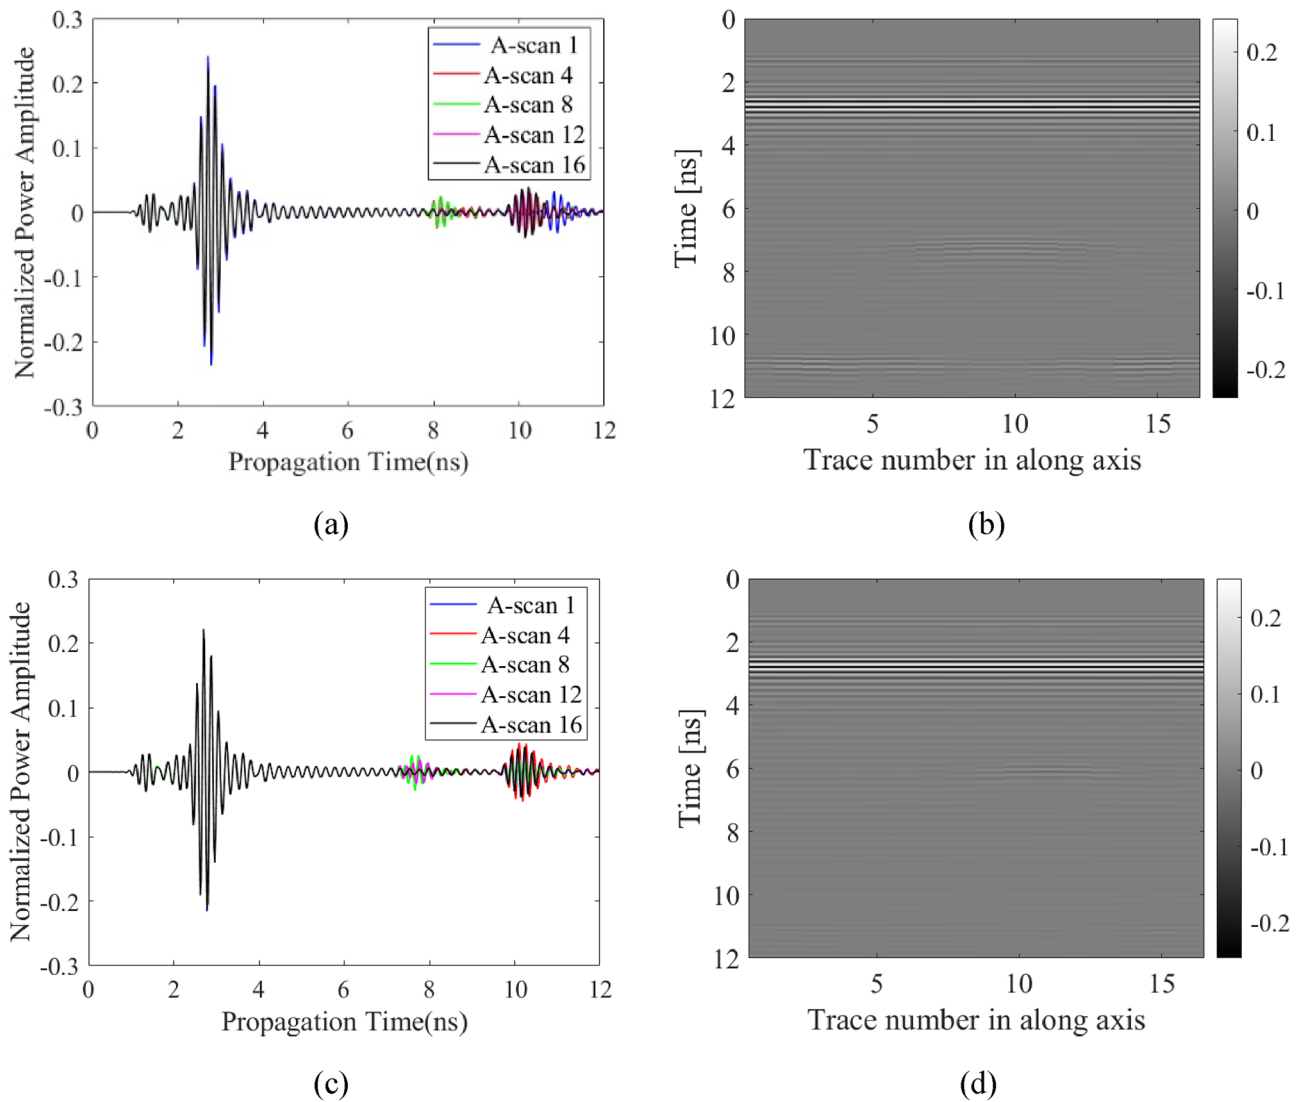 0.3
0.2
0.1
0
-0.1
-0.2
-0.3
Normalized Power Amplitude
A-scan 1
A-scan 4
A-scan 8
A-scan 12
A-scan 16
0 2 4 6 8 10 12
Propagation Time(ns)
(a)
0
2
4
6
8
10
12
Time [ns]
5 10 15
Trace number in along axis
0.2
0.1
0
-0.1
-0.2
(b)
0.3
0.2
0.1
0
-0.1
-0.2
-0.3
Normalized Power Amplitude
A-scan 1
A-scan 4
A-scan 8
A-scan 12
A-scan 16
0 2 4 6 8 10 12
Propagation Time(ns)
(c)
0
2
4
6
8
10
12
Time [ns]
5 10 15
Trace number in along axis
0.2
0.1
0
-0.1
-0.2
(d)